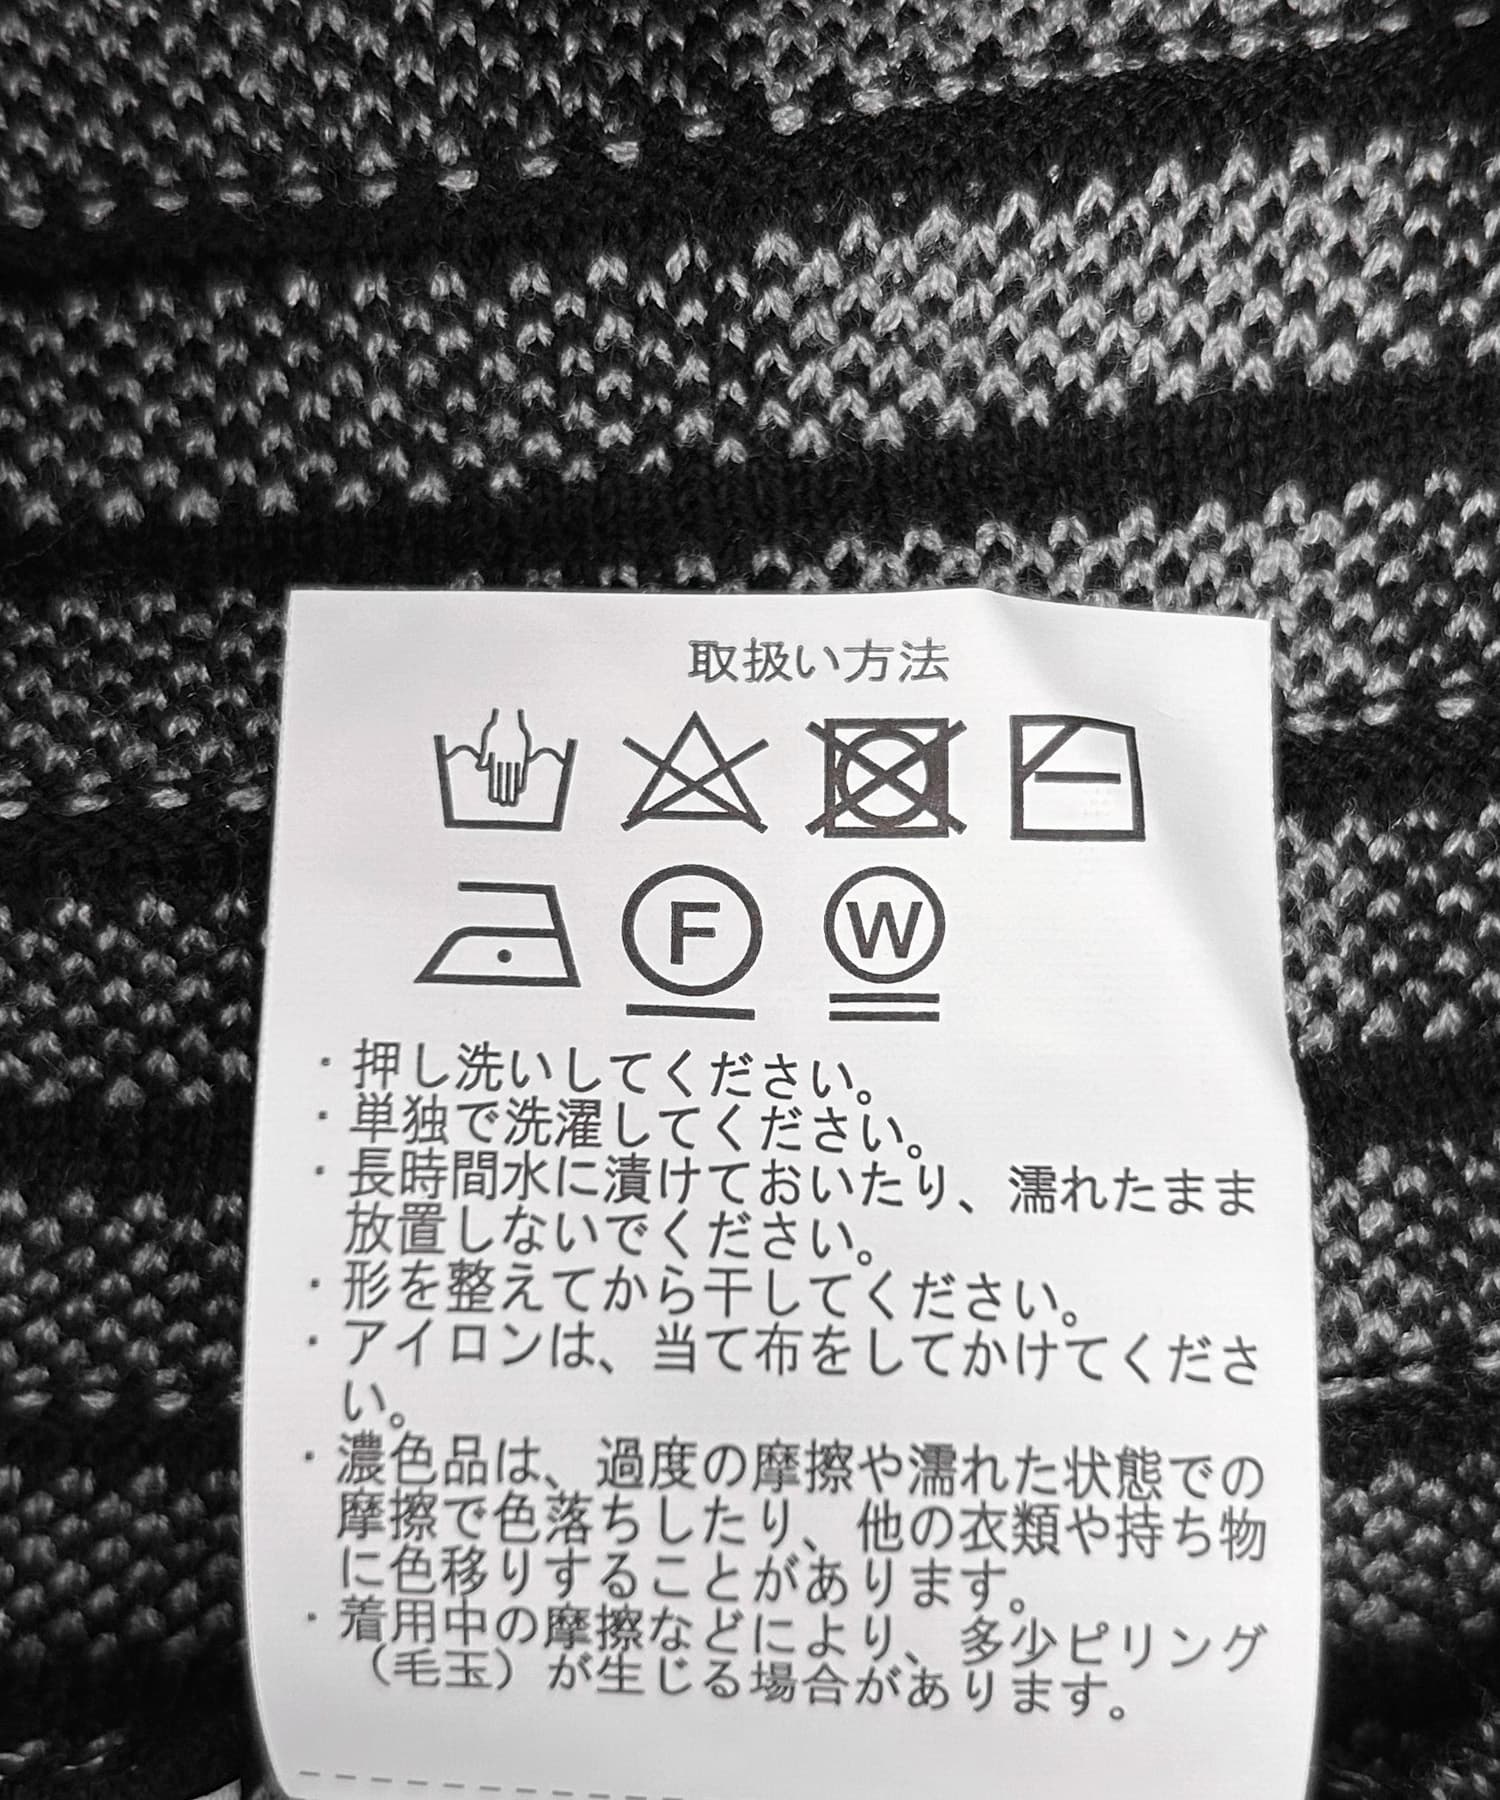 取扱い方法
F W
・押し洗いしてください。
・単独で洗濯してください。
・長時間水に漬けておいたり、濡れたまま
放置しないでください。
・形を整えてから干してください。
・アイロンは、当て布をしてかけてくださ
い。
・濃色品は、過度の摩擦や濡れた状態での
摩擦で色落ちしたり、他の衣類や持ち物
に色移りすることがあります。
・着用中の摩擦などにより、多少ピリング
（毛玉）が生じる場合があります。